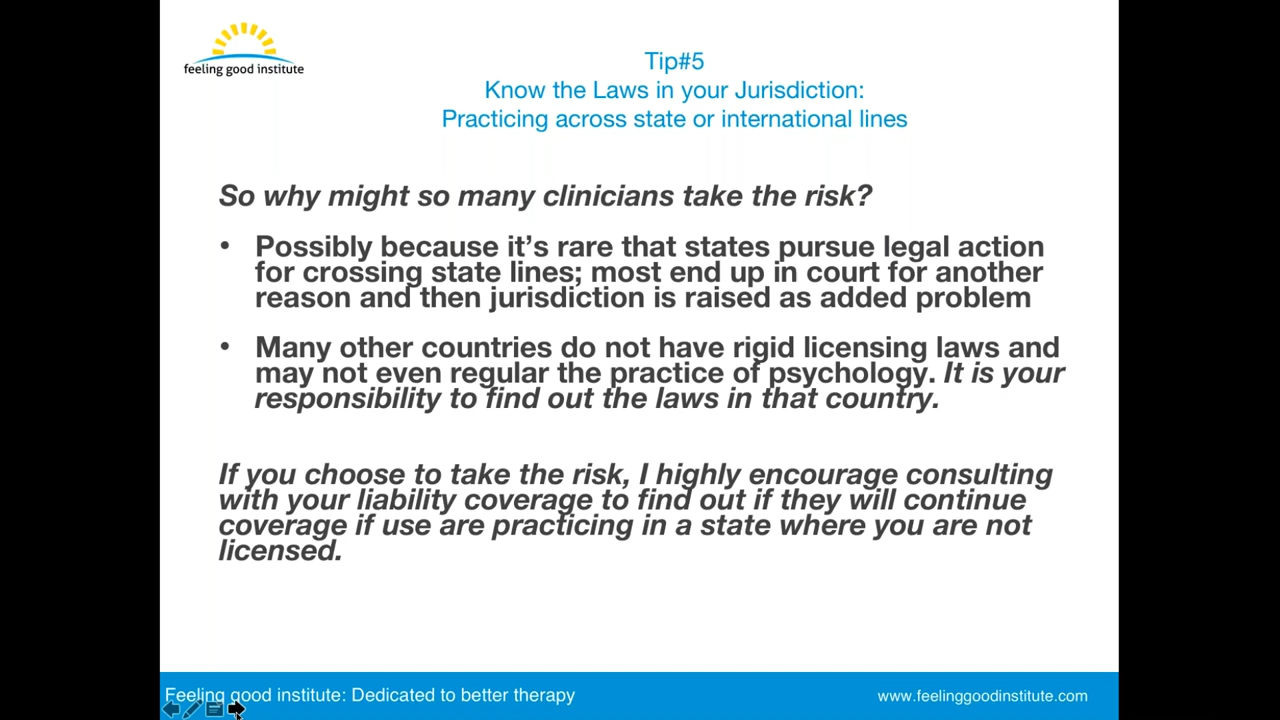 feeling good institute
Tip#5
Know the Laws in your Jurisdiction:
Practicing across state or international lines
So why might so many clinicians take the risk?
• Possibly because it's rare that states pursue legal action
for crossing state lines; most end up in court for another
reason and then jurisdiction is raised as added problem
• Many other countries do not have rigid licensing laws and
may not even regular the practice of psychology. It is your
responsibility to find out the laws in that country.
If you choose to take the risk, I highly encourage consulting
with your liability coverage to find out if they will continue
coverage if use are practicing in a state where you are not
licensed.
Feeling good institute: Dedicated to better therapy
www.feelinggoodinstitute.com